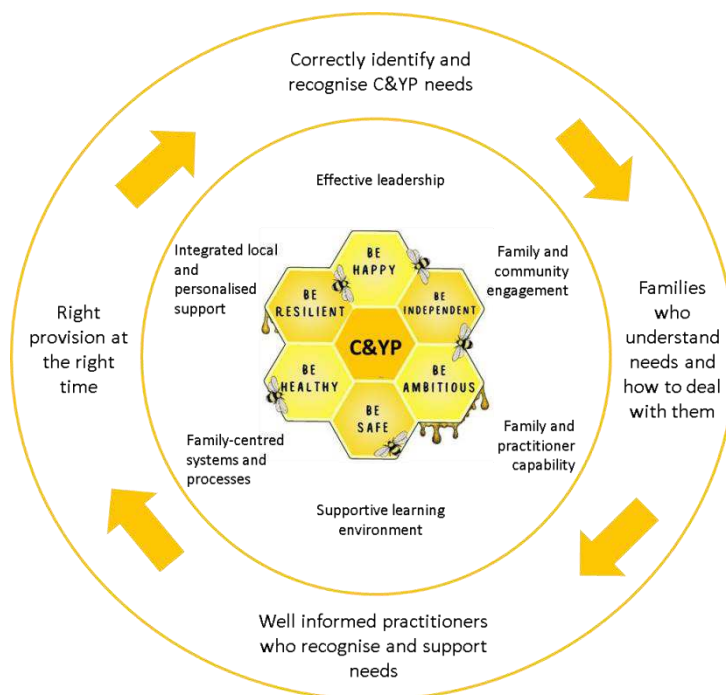 Correctly identify and
recognise C&YP needs
Effective leadership
Integrated local
and
personalised
support
Family and
community
engagement
BE
HAPPY
BE
RESILIENT
BE
INDEPENDENT
C&YP
BE
HEALTHY
BE
AMBITIOUS
BE
SAFE
Right
provision at
the right
time
Families
who
understand
needs and
how to deal
with them
Family-centred
systems and
processes
Family and
practitioner
capability
Supportive learning
environment
Well informed practitioners
who recognise and support
needs